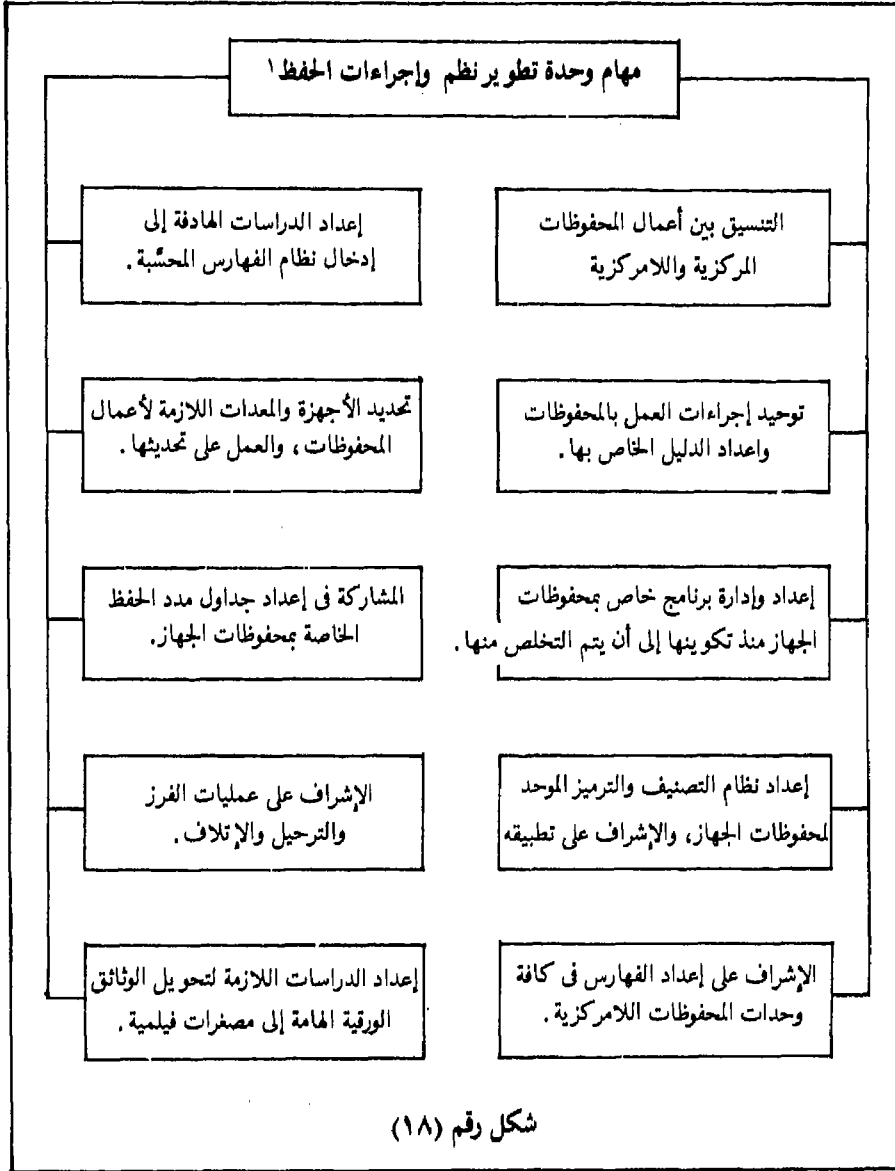 مهام وحدة تطوير نظم وإجراءات الحفظ ١
التنسيق بين أعمال المحفوظات
المركزية واللامركزية
توحيد إجراءات العمل بالمحفوظات
واعداد الدليل الخاص بها .
إعداد وإدارة برنامج خاص بمحفوظات
الجهاز منذ تكوينها إلى أن يتم التخلص منها .
إعداد نظام التصنيف والترميز الموحد
لمحفوظات الجهاز، والإشراف على تطبيقه
الإشراف على إعداد الفهارس فى كافة
وحدات المحفوظات اللامركزية .
إعداد الدراسات الهادفة إلى
إدخال نظام الفهارس المحسَّبة .
تحديد الأجهزة والمعدات اللازمة لأعمال
المحفوظات ، والعمل على تحديثها .
المشاركة فى إعداد جداول مدد الحفظ
الخاصة بمحفوظات الجهاز.
الإشراف على عمليات الفرز
والترحيل والإتلاف .
إعداد الدراسات اللازمة لتحويل الوثائق
الورقية الهامة إلى مصغرات فيلمية .
شكل رقم (١٨)